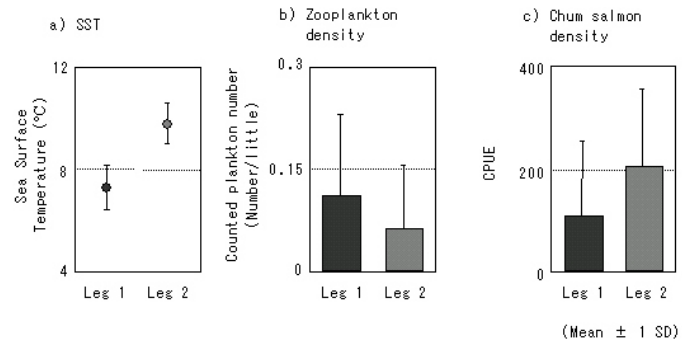 a) SST
b) Zooplankton
density
c) Chum salmon
density
Sea Surface
Temperature (℃)
12
8
4
Leg 1 Leg 2
Counted plankton number
(Number/little)
0.3
0.15
0
Leg 1 Leg 2
CPUE
400
200
0
Leg 1 Leg 2
(Mean ± 1 SD)